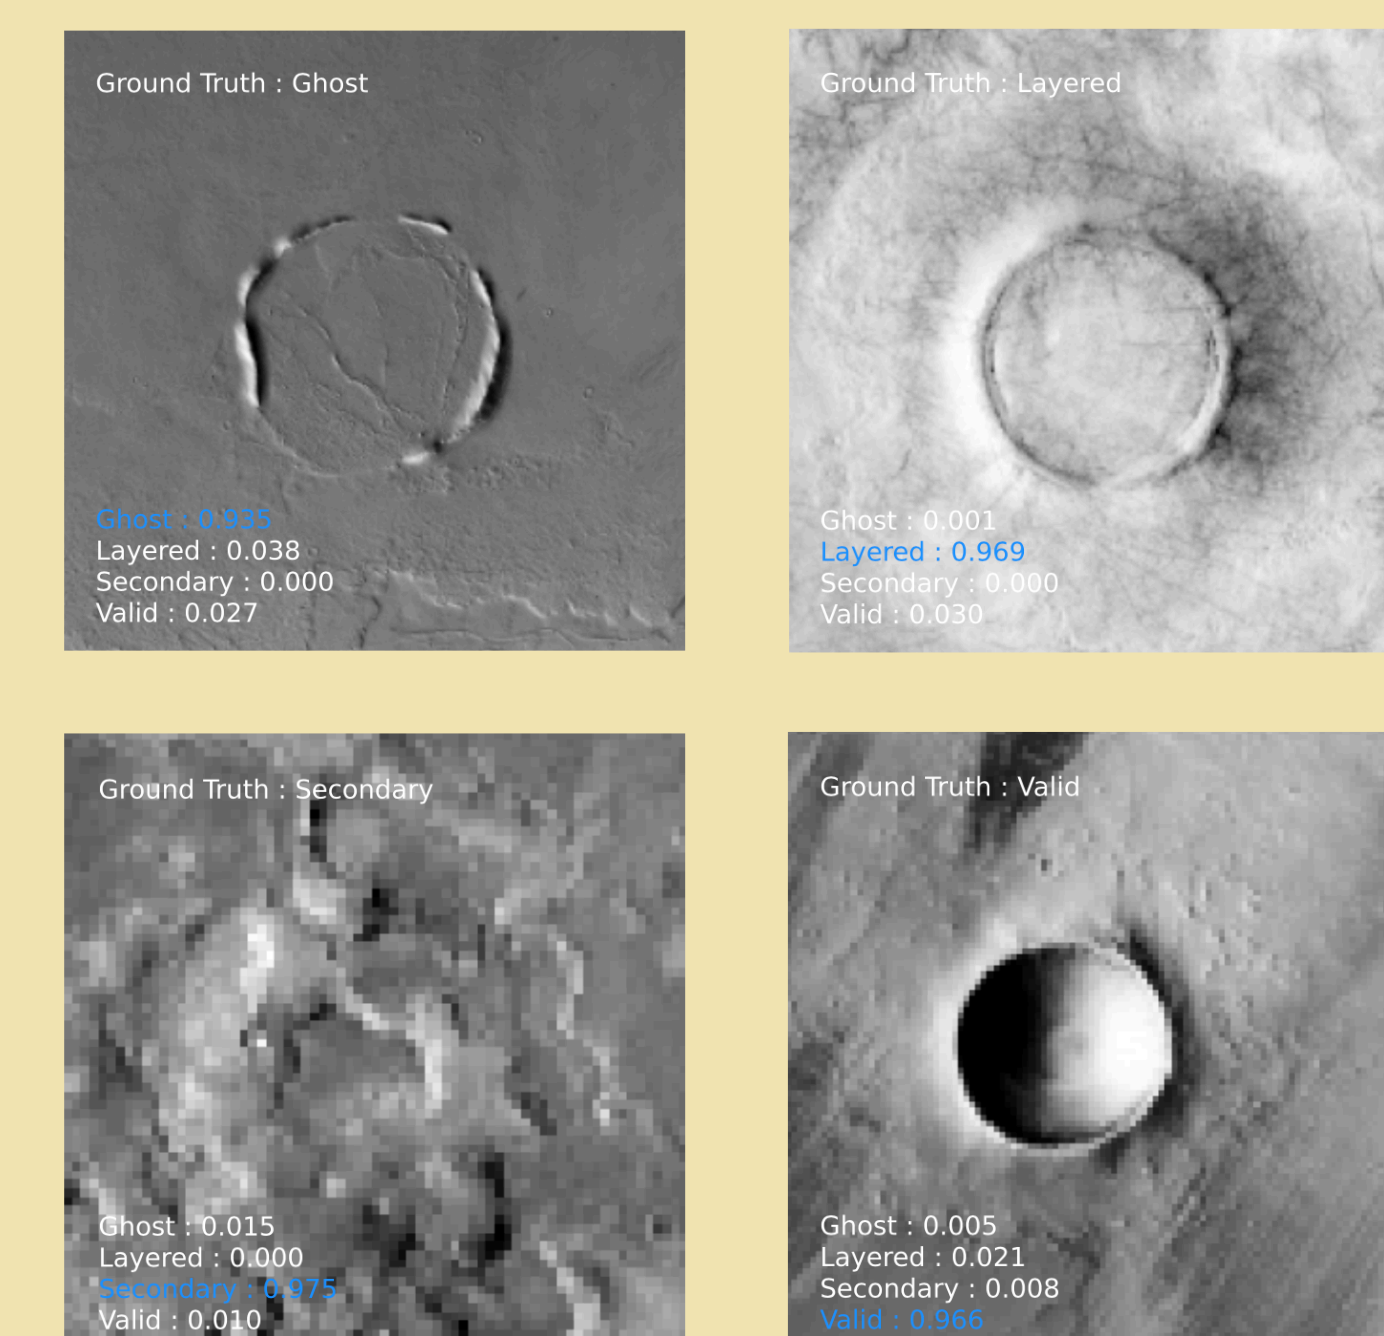 Ground Truth : Ghost
Ghost : 0.935
Layered : 0.038
Secondary : 0.000
Valid : 0.027
Ground Truth : Layered
Ghost : 0.001
Layered : 0.969
Secondary : 0.000
Valid : 0.030
Ground Truth : Secondary
Ghost : 0.015
Layered : 0.000
Secondary : 0.975
Valid : 0.010
Ground Truth : Valid
Ghost : 0.005
Layered : 0.021
Secondary : 0.008
Valid : 0.966